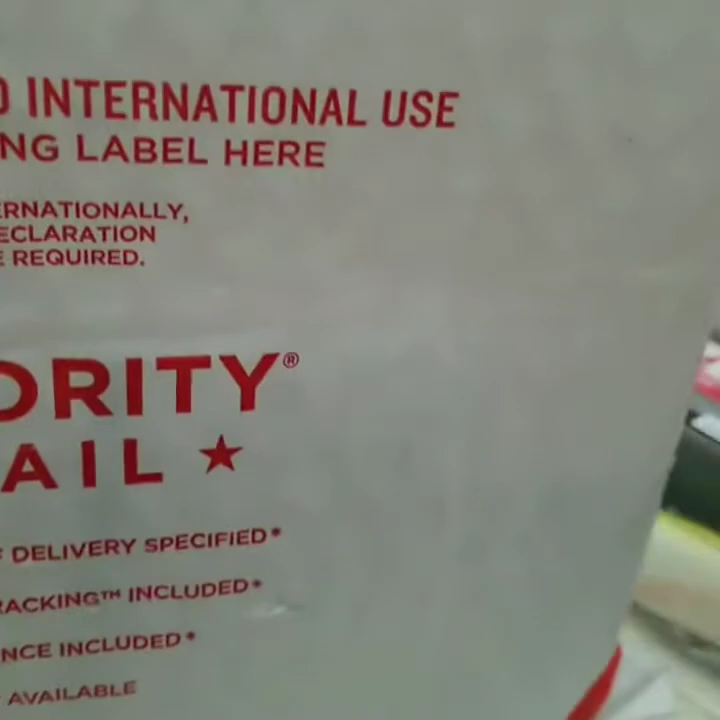 INTERNATIONAL USE
NG LABEL HERE
ERNATIONALLY,
ECLARATION
E REQUIRED.
ORITY®
AIL ★
DELIVERY SPECIFIED*
RACKING™ INCLUDED*
NCE INCLUDED*
AVAILABLE